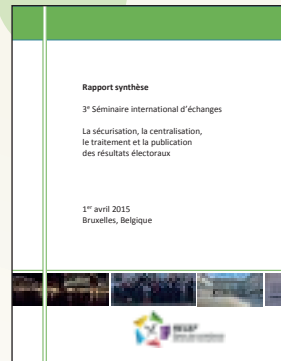 Rapport synthèse
3e Séminaire international d'échanges
La sécurisation, la centralisation,
le traitement et la publication
des résultats électoraux
1er avril 2015
Bruxelles, Belgique